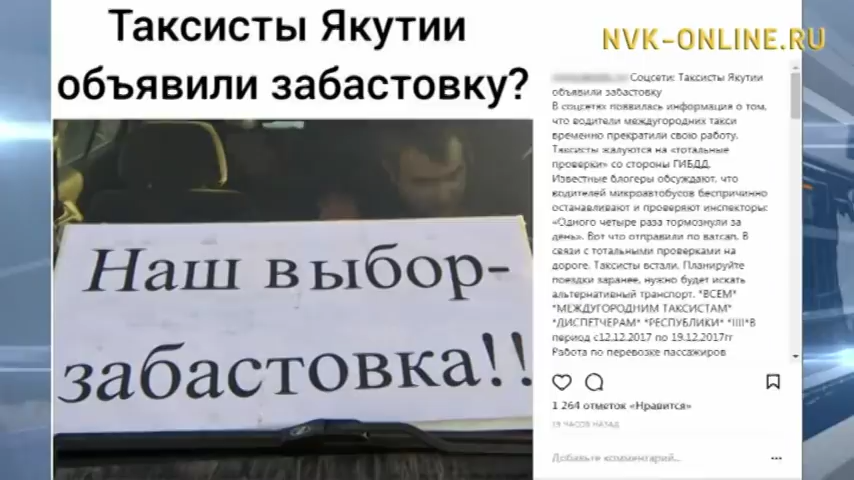 Таксисты Якутии
объявили забастовку?
NVK-ONLINE.RU
Наш выбор-
забастовка!!
Соцсети: Таксисты Якутии
объявили забастовку
В соцсетях появилась информация о том,
что водители междугородних такси
временно прекратили свою работу.
Таксисты жалуются на «тотальные
проверки» со стороны ГИБДД.
Известные блогеры обсуждают, что
водителей микроавтобусов беспричинно
останавливают и проверяют инспекторы:
«Одного четыре раза тормознули за
день». Вот что отправили по ватсап. В
связи с тотальными проверками на
дороге. Таксисты встали. Планируйте
поездки заранее, нужно будет искать
альтернативный транспорт. *ВСЕМ*
*МЕЖДУГОРОДНИМ ТАКСИСТАМ*
*ДИСПЕТЧЕРАМ* *РЕСПУБЛИКИ* *!!!!*В
период с12.12.2017 по 19.12.2017гг
Работа по перевозке пассажиров
1 264 отметок «Нравится»
19 ЧАСОВ НАЗАД
Добавьте комментарий...